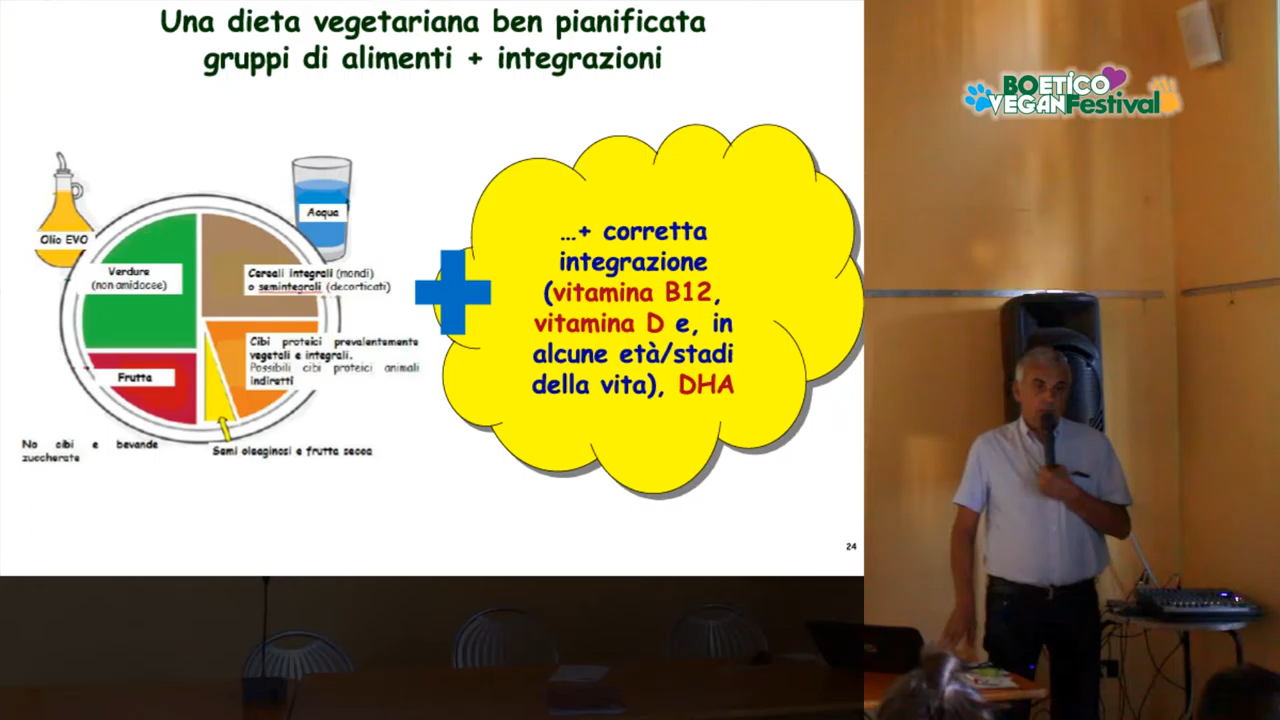 Una dieta vegetariana ben pianificata
gruppi di alimenti + integrazioni
BOETICO
VEGANFestival
Acqua
Olio EVO
Verdure
(non amidacee)
Cereali integrali (mondi)
o semintegrali (decorticati)
Cibi proteici prevalentemente
vegetali e integrali.
Possibili cibi proteici animali
indiretti
Frutta
No cibi e bevande
zuccherate
Semi oleaginosi e frutta secca
…+ corretta
integrazione
(vitamina B12,
vitamina D e, in
alcune età/stadi
della vita), DHA
24